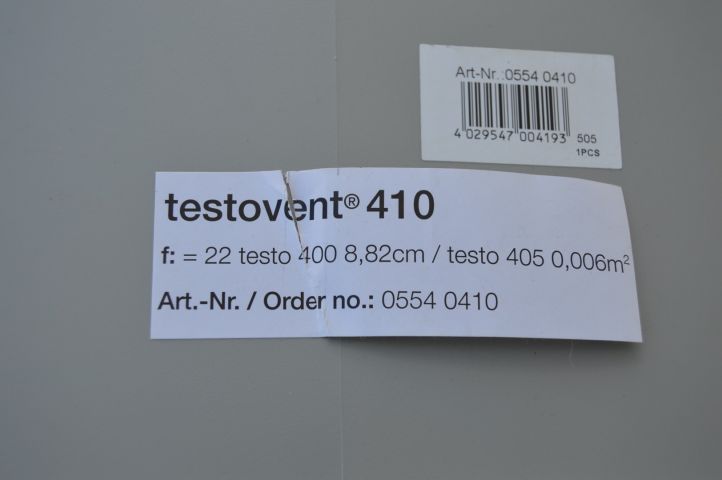 Art-Nr.:0554 0410
4 029547 004193 505
1PCS
testovent® 410
f: = 22 testo 400 8,82cm / testo 405 0,006m²
Art.-Nr. / Order no.: 0554 0410